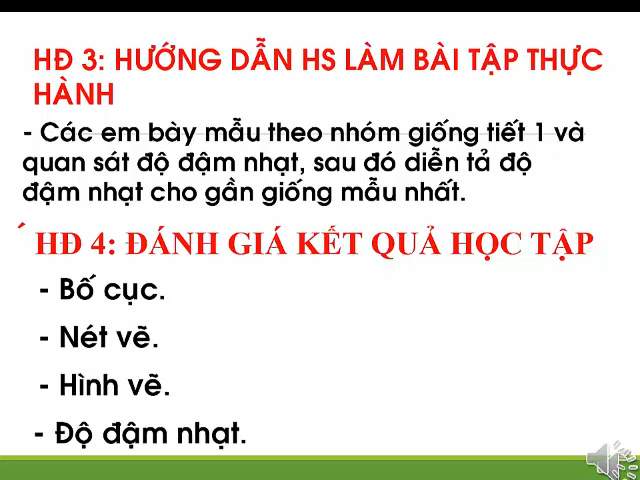 HĐ 3: HƯỚNG DẪN HS LÀM BÀI TẬP THỰC
HÀNH
- Các em bày mẫu theo nhóm giống tiết 1 và
quan sát độ đậm nhạt, sau đó diễn tả độ
đậm nhạt cho gần giống mẫu nhất.
HĐ 4: ĐÁNH GIÁ KẾT QUẢ HỌC TẬP
- Bố cục.
- Nét vẽ.
- Hình vẽ.
- Độ đậm nhạt.